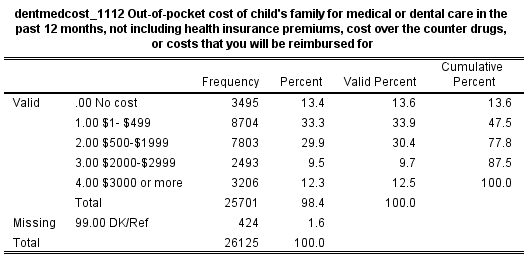 dentmedcost_1112 Out-of-pocket cost of child's family for medical or dental care in the
past 12 months, not including health insurance premiums, cost over the counter drugs,
or costs that you will be reimbursed for
Frequency Percent Valid Percent Cumulative Percent
Valid .00 No cost 3495 13.4 13.6 13.6
1.00 $1- $499 8704 33.3 33.9 47.5
2.00 $500-$1999 7803 29.9 30.4 77.8
3.00 $2000-$2999 2493 9.5 9.7 87.5
4.00 $3000 or more 3206 12.3 12.5 100.0
Total 25701 98.4 100.0
Missing 99.00 DK/Ref 424 1.6
Total 26125 100.0